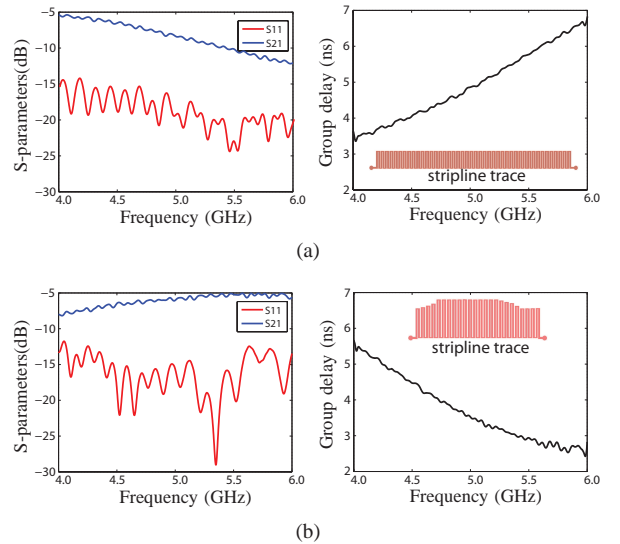 S-parameters(dB)
-5
-10
-15
-20
-25
-30
S11
S21
4.0
4.5
5.0
5.5
6.0
Frequency (GHz)
Group delay (ns)
7
6
5
4
3
2
stripline trace
4.0
4.5
5.0
5.5
6.0
Frequency (GHz)
(a)
S-parameters(dB)
-5
-10
-15
-20
-25
-30
S11
S21
4.0
4.5
5.0
5.5
6.0
Frequency (GHz)
Group delay (ns)
7
6
5
4
3
2
stripline trace
4.0
4.5
5.0
5.5
6.0
Frequency (GHz)
(b)